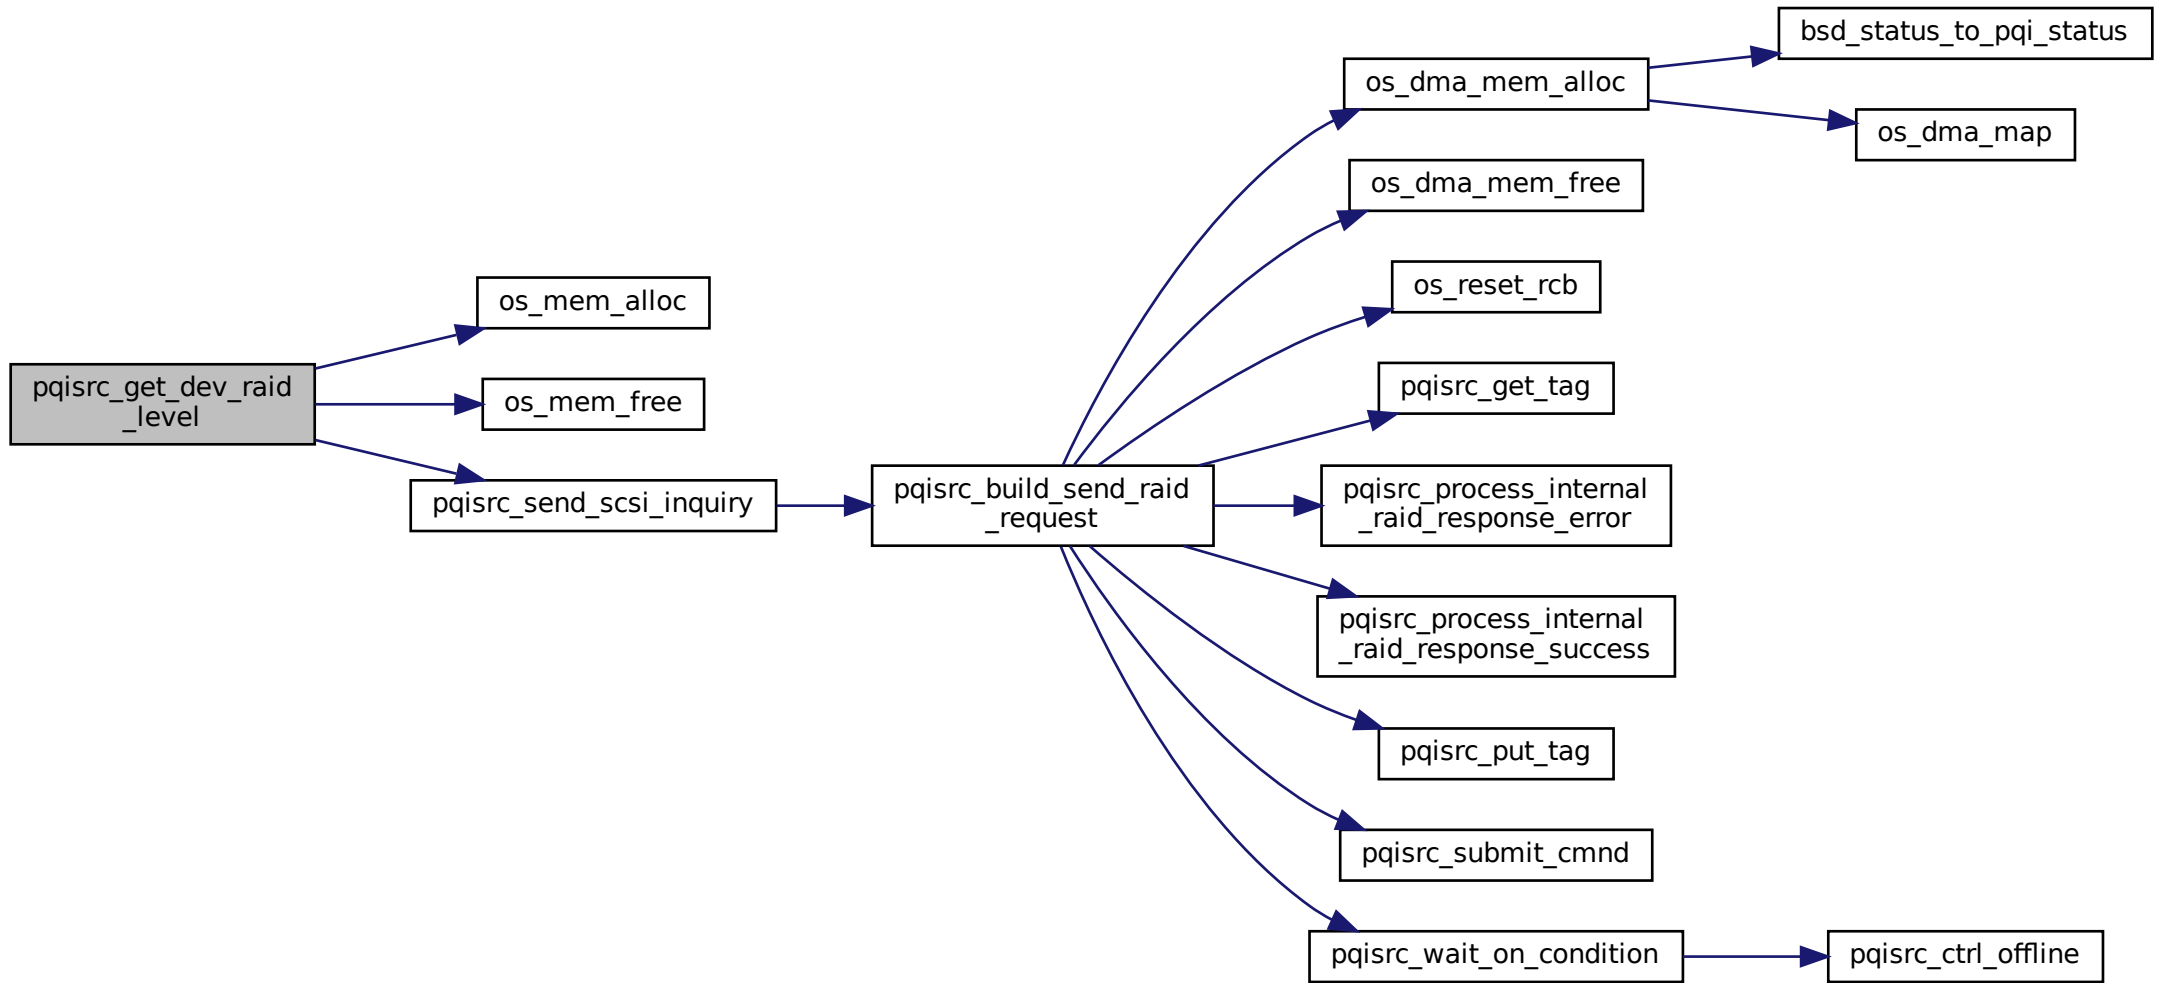 pqisrc_get_dev_raid
_level
os_mem_alloc
os_mem_free
pqisrc_send_scsi_inquiry
pqisrc_build_send_raid
_request
os_dma_mem_alloc
bsd_status_to_pqi_status
os_dma_map
os_dma_mem_free
os_reset_rcb
pqisrc_get_tag
pqisrc_process_internal
_raid_response_error
pqisrc_process_internal
_raid_response_success
pqisrc_put_tag
pqisrc_submit_cmnd
pqisrc_wait_on_condition
pqisrc_ctrl_offline